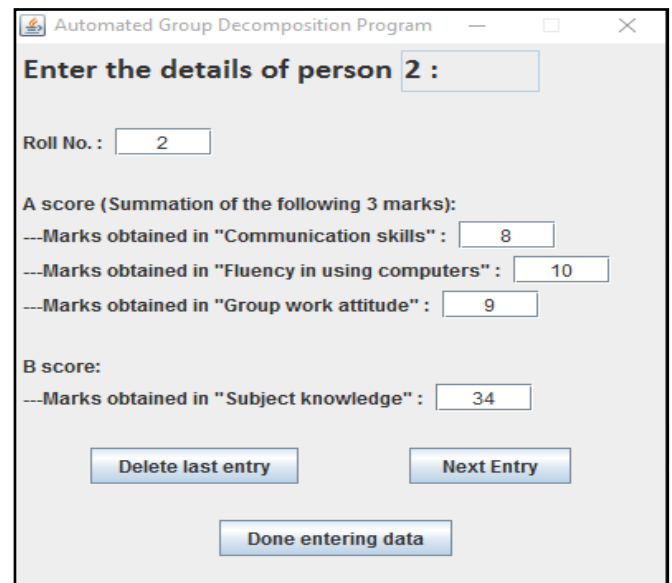 Automated Group Decomposition Program
Enter the details of person 2 :
Roll No. : 2
A score (Summation of the following 3 marks):
---Marks obtained in "Communication skills" : 8
---Marks obtained in "Fluency in using computers" : 10
---Marks obtained in "Group work attitude" : 9
B score:
---Marks obtained in "Subject knowledge" : 34
Delete last entry Next Entry
Done entering data